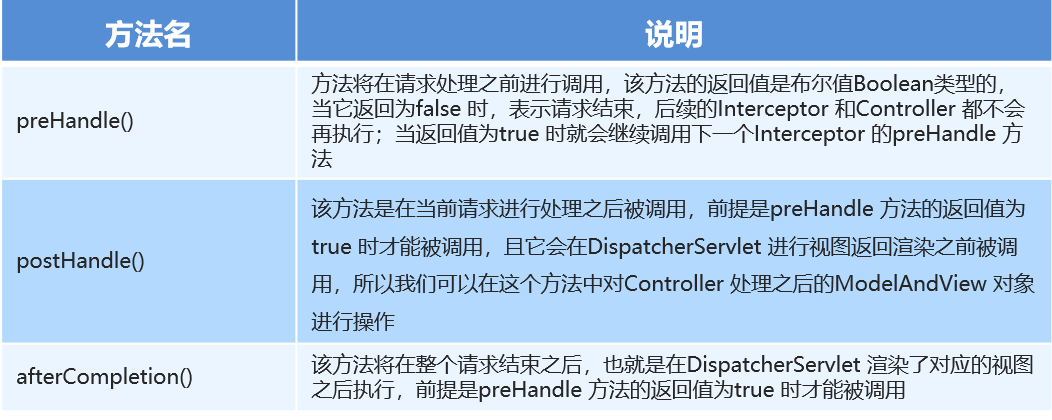 方法名
说明
preHandle()
方法将在请求处理之前进行调用，该方法的返回值是布尔值Boolean类型的，
当它返回为false 时，表示请求结束，后续的Interceptor 和Controller 都不会
再执行；当返回值为true 时就会继续调用下一个Interceptor 的preHandle 方
法
postHandle()
该方法是在当前请求进行处理之后被调用，前提是preHandle 方法的返回值为
true 时才能被调用，且它会在DispatcherServlet 进行视图返回渲染之前被调
用，所以我们可以在这个方法中对Controller 处理之后的ModelAndView 对象
进行操作
afterCompletion()
该方法将在整个请求结束之后，也就是在DispatcherServlet 渲染了对应的视图
之后执行，前提是preHandle 方法的返回值为true 时才能被调用